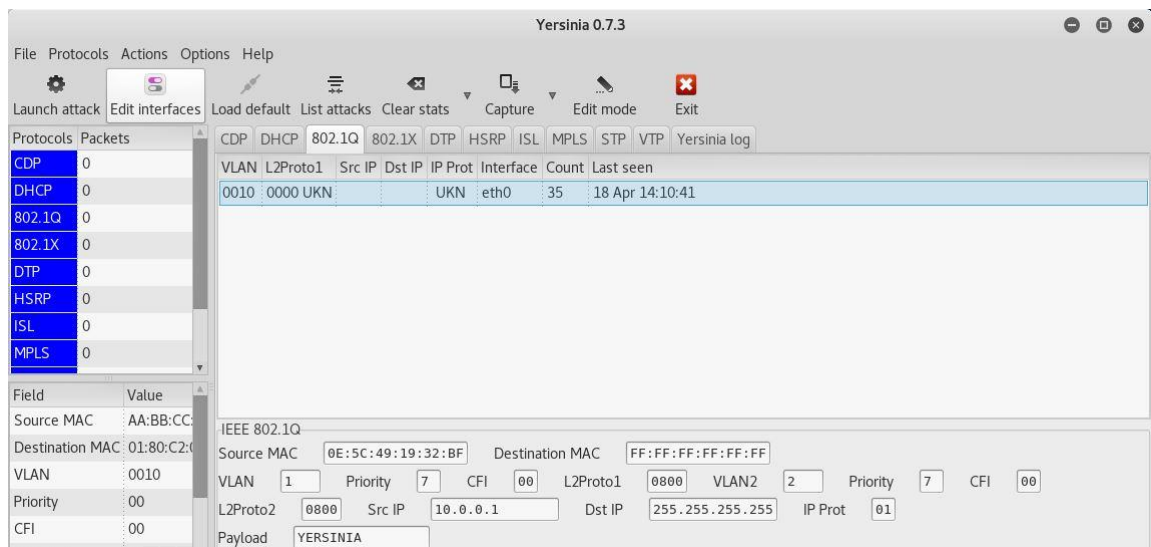 Yersinia 0.7.3
File Protocols Actions Options Help
Launch attack Edit interfaces Load default List attacks Clear stats Capture Edit mode Exit
Protocols Packets
CDP 0
DHCP 0
802.1Q 0
802.1X 0
DTP 0
HSRP 0
ISL 0
MPLS 0
Field Value
Source MAC AA:BB:CC:
Destination MAC 01:80:C2:0
VLAN 0010
Priority 00
CFI 00
CDP DHCP 802.1Q 802.1X DTP HSRP ISL MPLS STP VTP Yersinia log
VLAN L2Proto1 Src IP Dst IP IP Prot Interface Count Last seen
0010 0000 UKN UKN eth0 35 18 Apr 14:10:41
IEEE 802.1Q
Source MAC 0E:5C:49:19:32:BF Destination MAC FF:FF:FF:FF:FF:FF
VLAN 1 Priority 7 CFI 00 L2Proto1 0800 VLAN2 2 Priority 7 CFI 00
L2Proto2 0800 Src IP 10.0.0.1 Dst IP 255.255.255.255 IP Prot 01
Payload YERSINIA